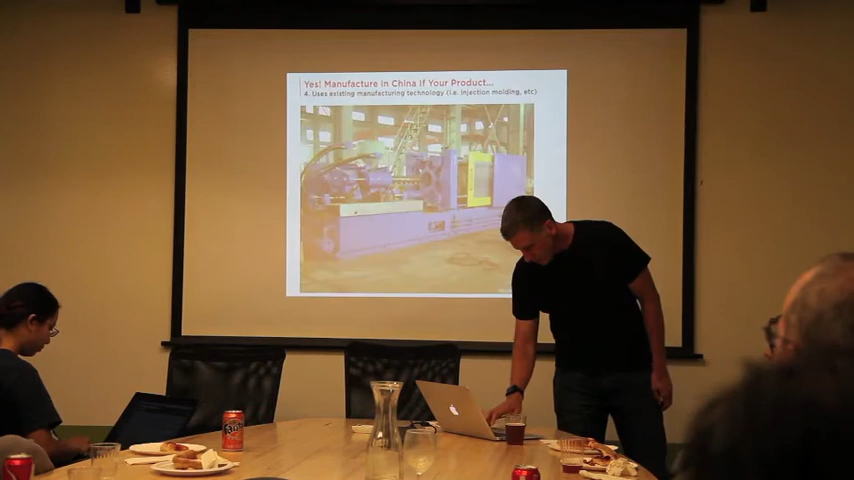 Yes! Manufacture in China If Your Product...
4. Uses existing manufacturing technology (i.e. injection molding, etc)